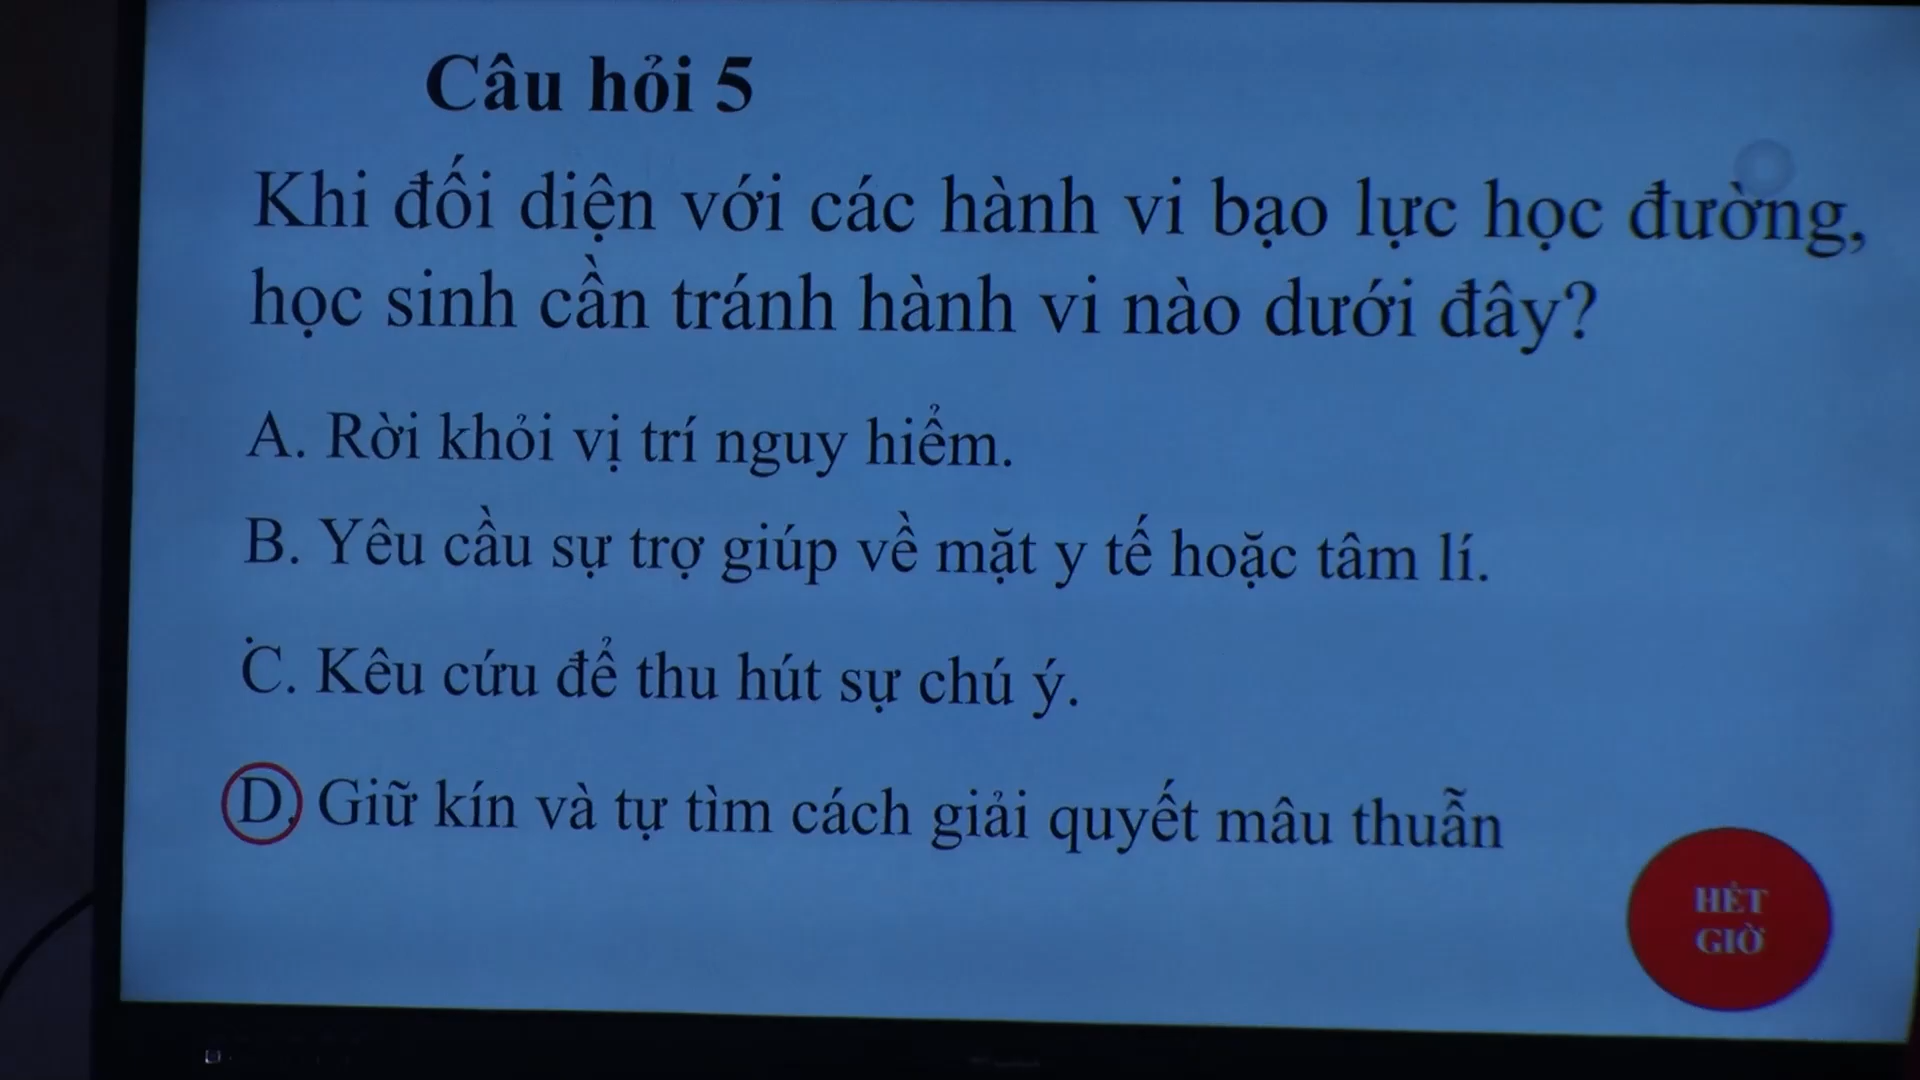 Câu hỏi 5
Khi đối diện với các hành vi bạo lực học đường,
học sinh cần tránh hành vi nào dưới đây?
A. Rời khỏi vị trí nguy hiểm.
B. Yêu cầu sự trợ giúp về mặt y tế hoặc tâm lí.
C. Kêu cứu để thu hút sự chú ý.
D. Giữ kín và tự tìm cách giải quyết mâu thuẫn
HẾT
GIỜ